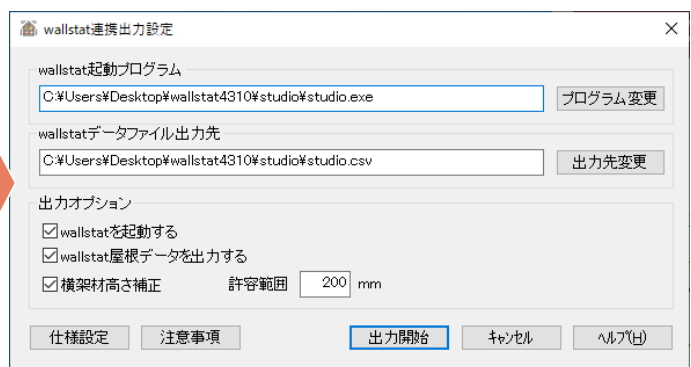 wallstat連携出力設定
wallstat起動プログラム
C:¥Users¥Desktop¥wallstat4310¥studio¥studio.exe プログラム変更
wallstatデータファイル出力先
C:¥Users¥Desktop¥wallstat4310¥studio¥studio.csv 出力先変更
出力オプション
wallstatを起動する
wallstat屋根データを出力する
横架材高さ補正 許容範囲 200 mm
仕様設定 注意事項 出力開始 キャンセル ヘルプ(H)